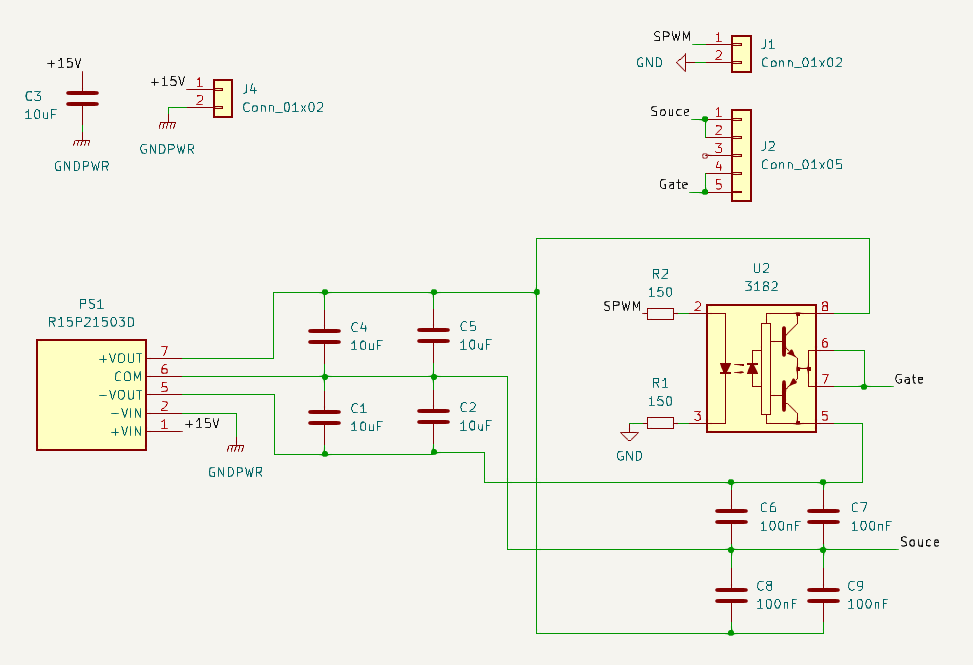 +15V
C3
10uF
GNDPWR
+15V
1
2
J4
Conn_01x02
GNDPWR
SPWM
GND
1
2
J1
Conn_01x02
Souce
Gate
1
2
3
4
5
J2
Conn_01x05
PS1
R15P21503D
+VOUT 7
COM 6
-VOUT 5
-VIN 2
+VIN 1
+15V
GNDPWR
C4
10uF
C5
10uF
C1
10uF
C2
10uF
R2
150
SPWM
R1
150
GND
U2
3182
2
3
8
6
7
5
Gate
C6
100nF
C7
100nF
Souce
C8
100nF
C9
100nF